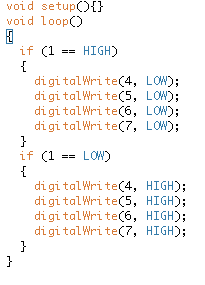 void setup(){}
void loop()
{
  if (1 == HIGH)
  {
    digitalWrite(4, LOW);
    digitalWrite(5, LOW);
    digitalWrite(6, LOW);
    digitalWrite(7, LOW);
  }
  if (1 == LOW)
  {
    digitalWrite(4, HIGH);
    digitalWrite(5, HIGH);
    digitalWrite(6, HIGH);
    digitalWrite(7, HIGH);
  }
}